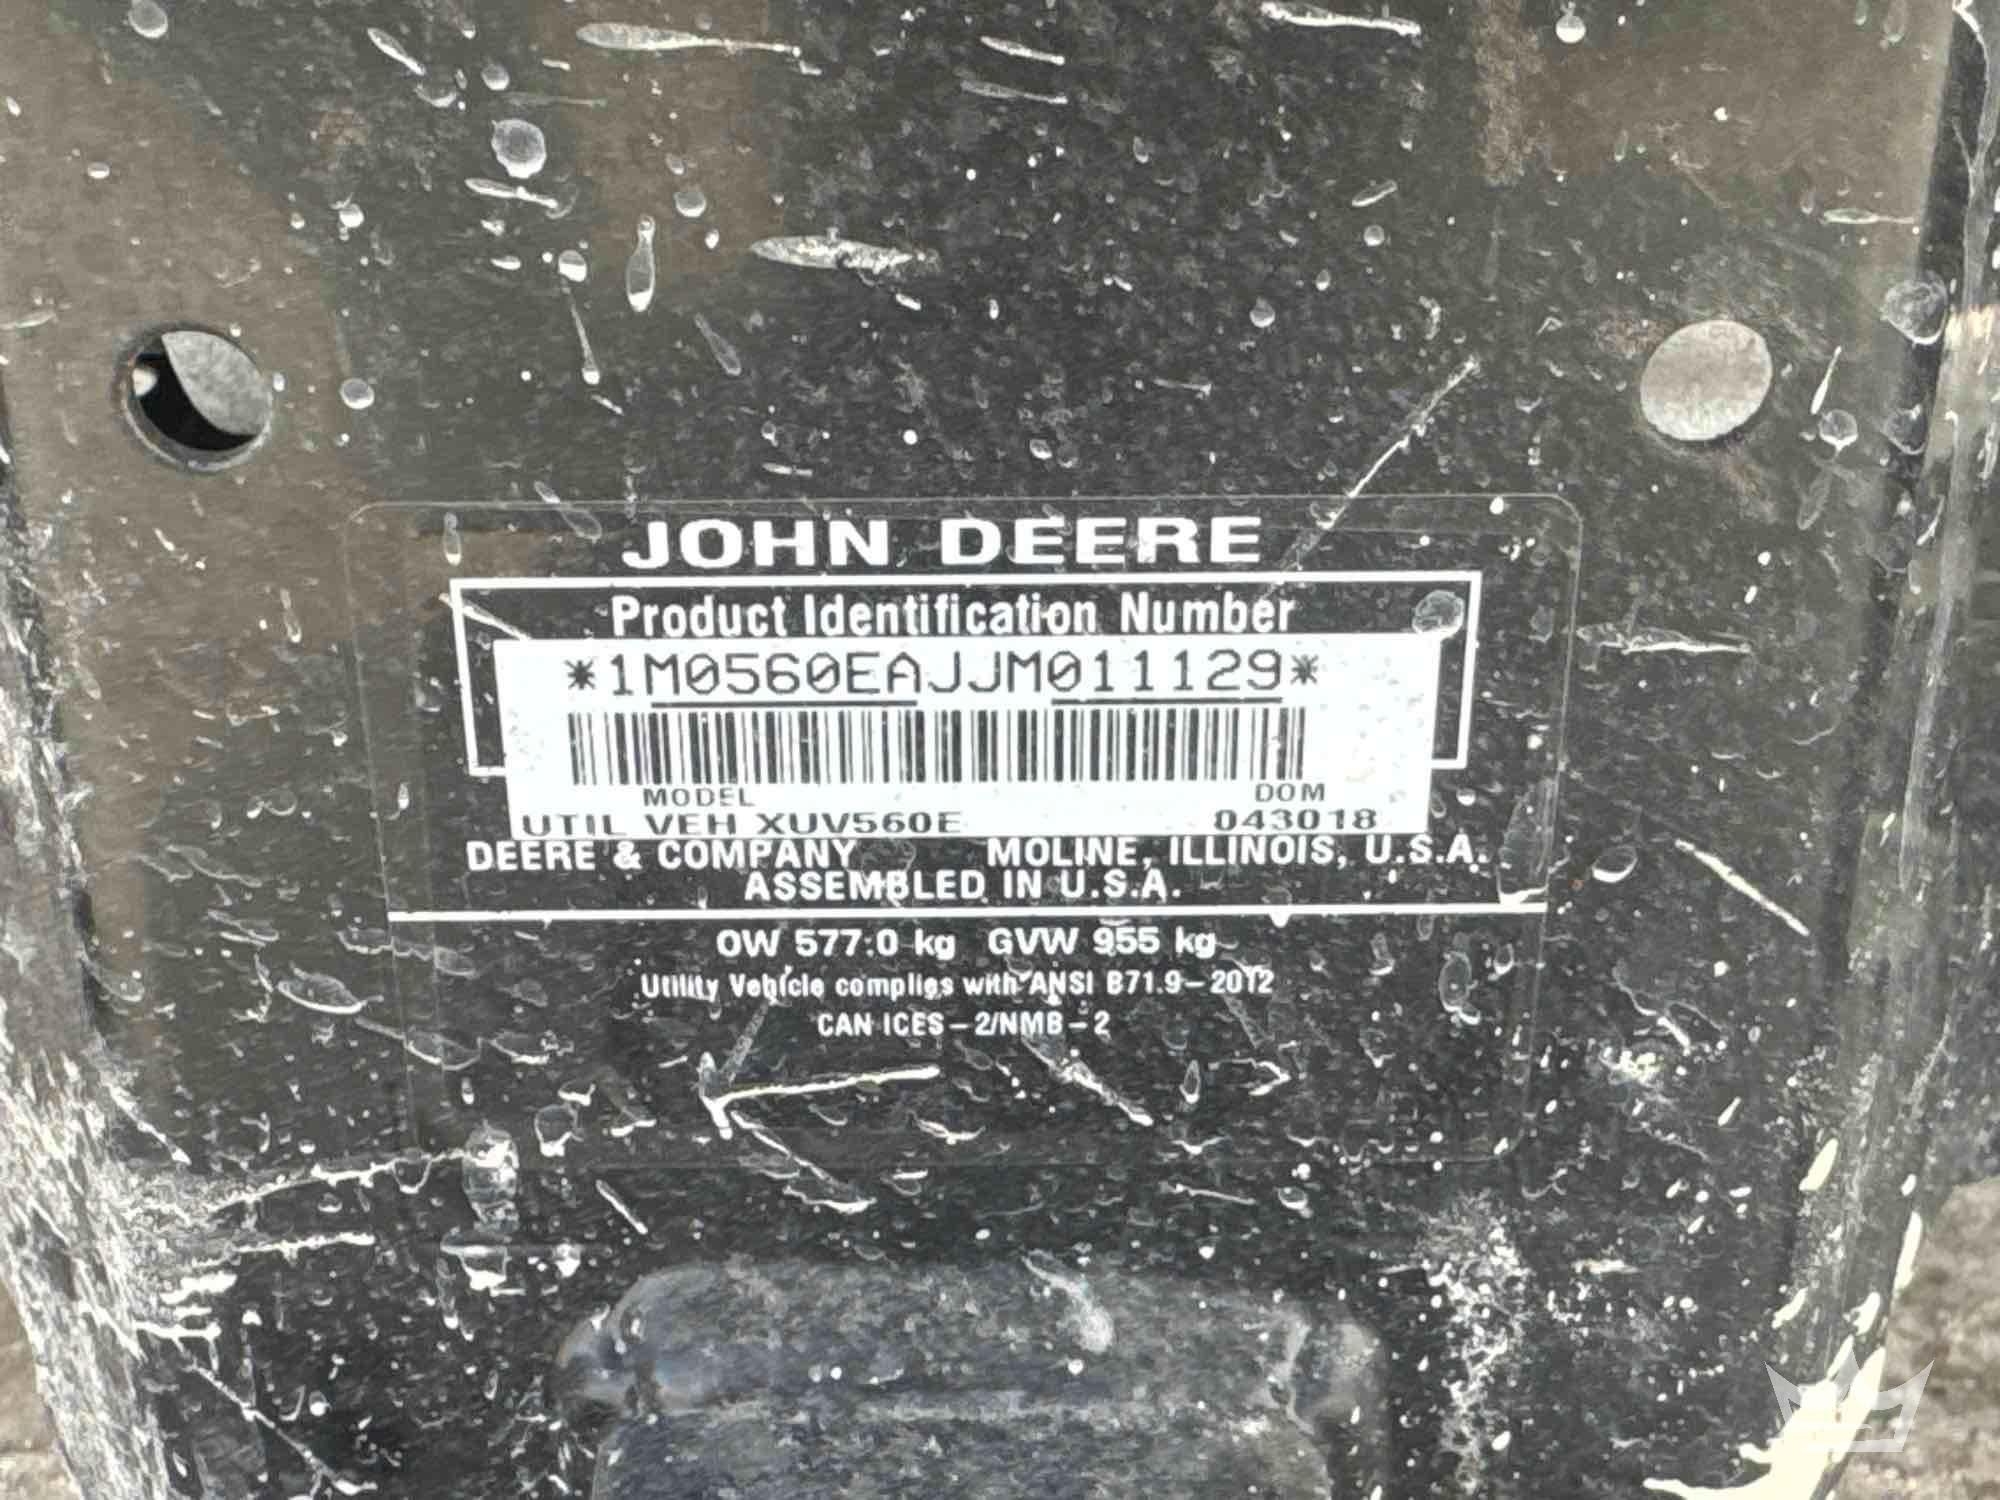 JOHN DEERE
Product Identification Number
*1M0560EAJJM011129*
MODEL DOM
UTIL VEH XUV560E 043018
DEERE & COMPANY MOLINE, ILLINOIS, U.S.A.
ASSEMBLED IN U.S.A.
OW 577.0 kg GVW 955 kg
Utility Vehicle complies with ANSI B71.9-2012
CAN ICES-2/NMB-2